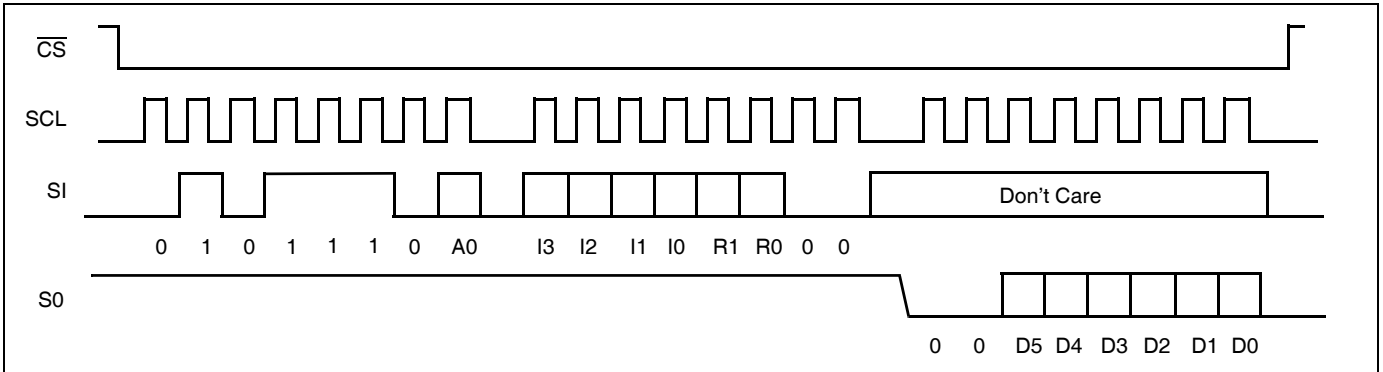 CS
SCL
SI
Don't Care
0 1 0 1 1 1 0 A0 I3 I2 I1 I0 R1 R0 0 0
S0
0 0 D5 D4 D3 D2 D1 D0